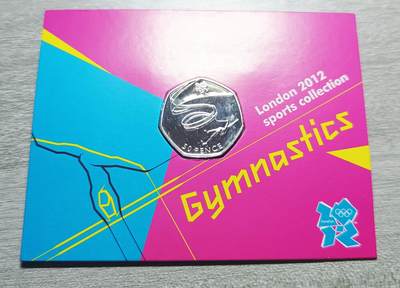 London 2012
sports collection
50 PENCE
Gymnastics